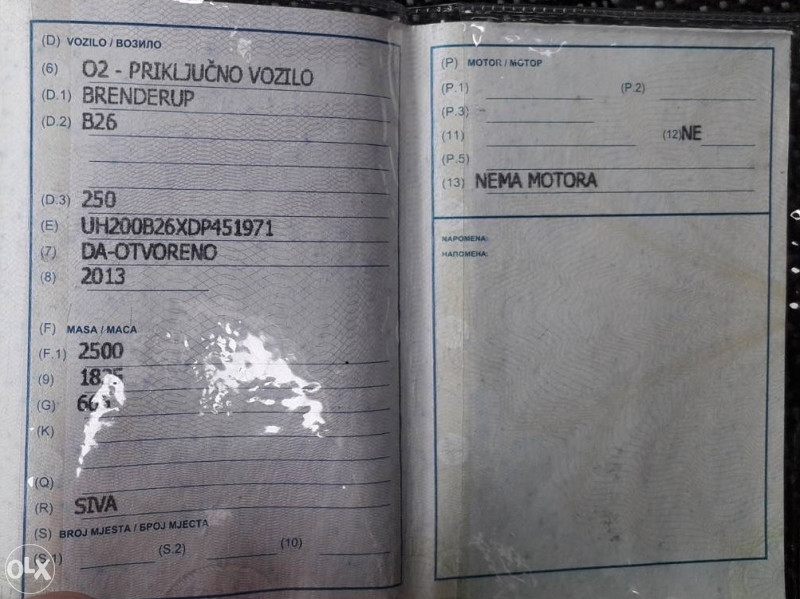 (D) VOZILO / ВОЗИЛО
(6) O2 - PRIKLJUČNO VOZILO
(D.1) BRENDERUP
(D.2) B26
(D.3) 250
(E) UH200B26XDP451971
(7) DA-OTVORENO
(8) 2013
(F) MASA / МАСА
(F.1) 2500
(9)
(G)
(K)
(Q)
(R) SIVA
(S) BROJ MJESTA / БРОЈ МЈЕСТА
(S.1) (S.2) (10)
(P) MOTOR / МОТОР
(P.1) (P.2)
(P.3)
(11) (12) NE
(P.5)
(13) NEMA MOTORA
NAPOMENA:
НАПОМЕНА:
OLX